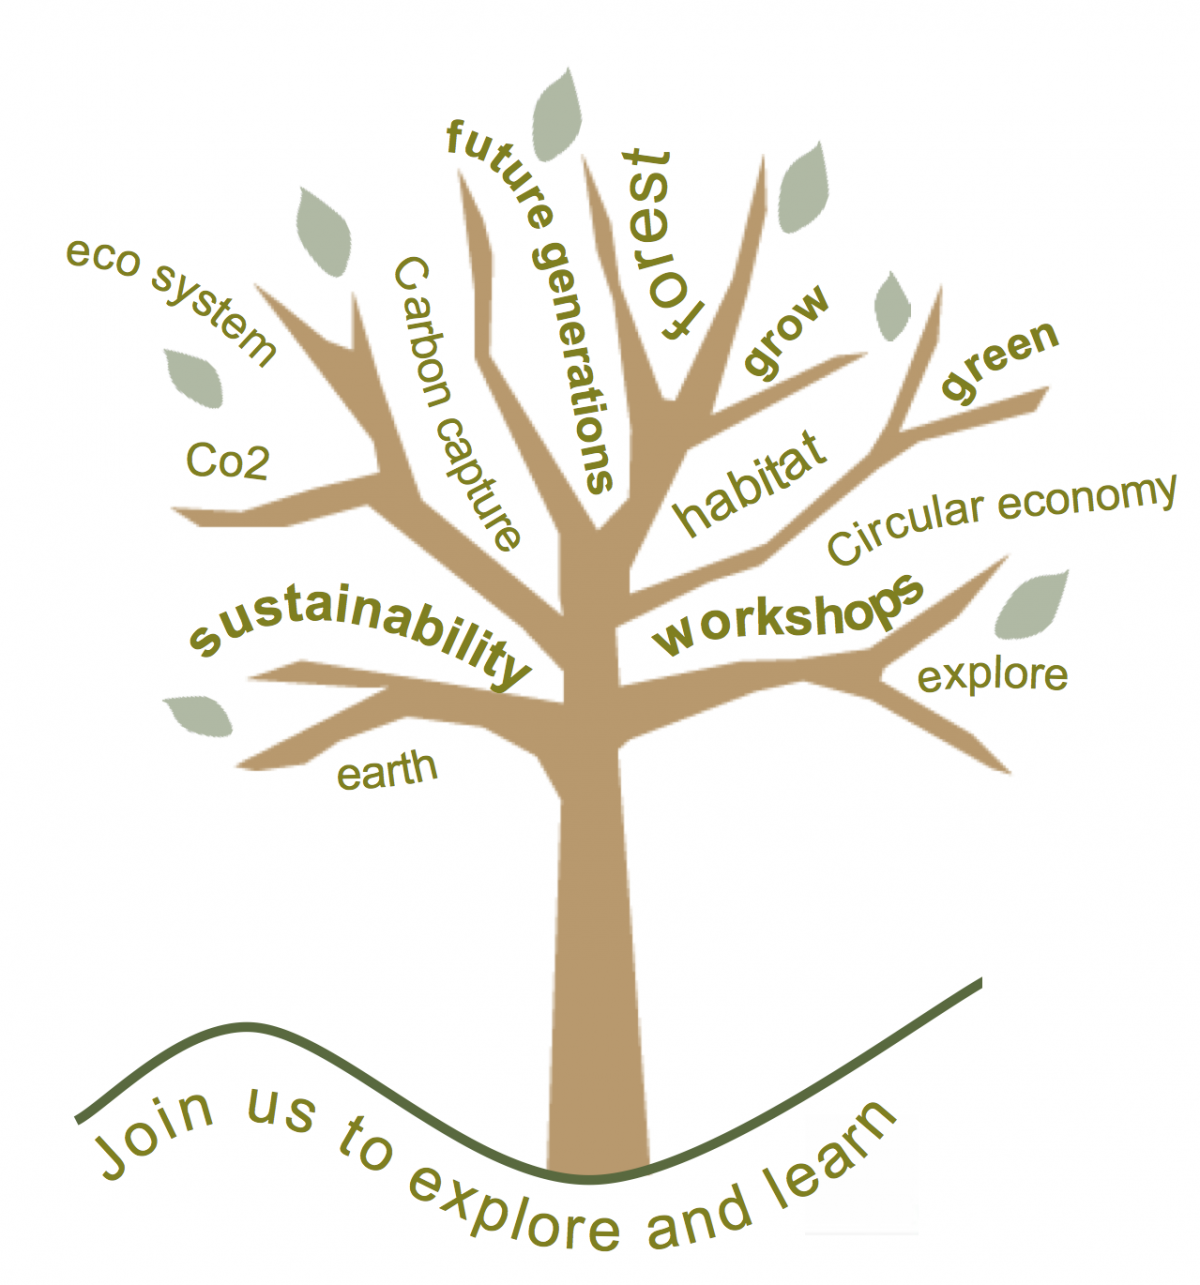 future generations
forest
eco system
Carbon capture
grow
green
Co2
habitat
Circular economy
sustainability
workshops
explore
earth
Join us to explore and learn